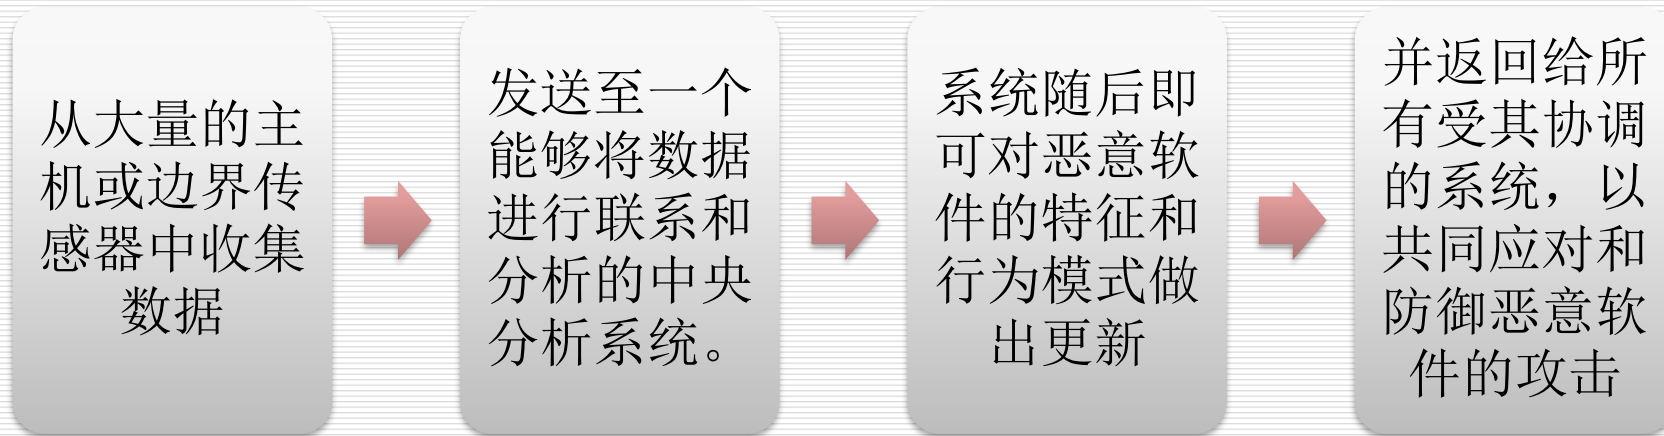 从大量的主
机或边界传
感器中收集
数据
发送至一个
能够将数据
进行联系和
分析的中央
分析系统。
系统随后即
可对恶意软
件的特征和
行为模式做
出更新
并返回给所
有受其协调
的系统，以
共同应对和
防御恶意软
件的攻击